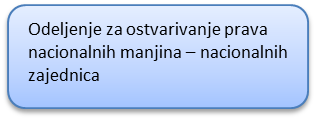 Odeljenje za ostvarivanje prava
nacionalnih manjina – nacionalnih
zajednica